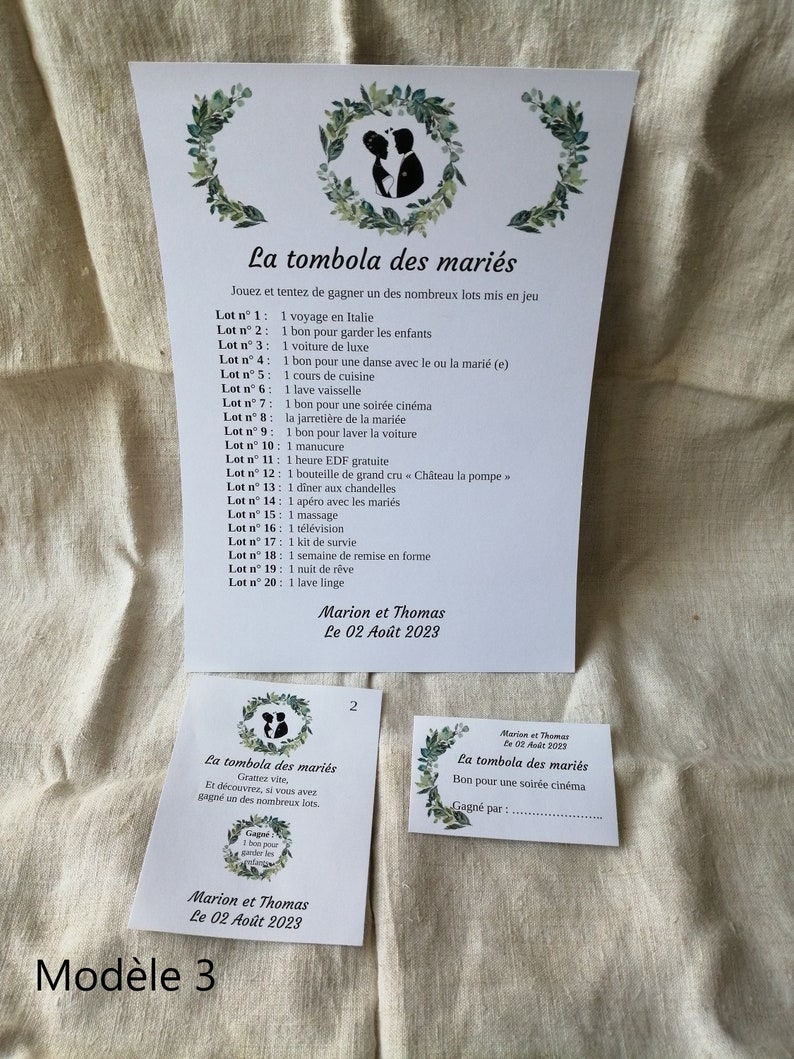 La tombola des mariés
Jouez et tentez de gagner un des nombreux lots mis en jeu
Lot n° 1 : 1 voyage en Italie
Lot n° 2 : 1 bon pour garder les enfants
Lot n° 3 : 1 voiture de luxe
Lot n° 4 : 1 bon pour une danse avec le ou la marié (e)
Lot n° 5 : 1 cours de cuisine
Lot n° 6 : 1 lave vaisselle
Lot n° 7 : 1 bon pour une soirée cinéma
Lot n° 8 : la jarretière de la mariée
Lot n° 9 : 1 bon pour laver la voiture
Lot n° 10 : 1 manucure
Lot n° 11 : 1 heure EDF gratuite
Lot n° 12 : 1 bouteille de grand cru « Château la pompe »
Lot n° 13 : 1 dîner aux chandelles
Lot n° 14 : 1 apéro avec les mariés
Lot n° 15 : 1 massage
Lot n° 16 : 1 télévision
Lot n° 17 : 1 kit de survie
Lot n° 18 : 1 semaine de remise en forme
Lot n° 19 : 1 nuit de rêve
Lot n° 20 : 1 lave linge
Marion et Thomas
Le 02 Août 2023
2
La tombola des mariés
Grattez vite,
Et découvrez, si vous avez
gagné un des nombreux lots.
Gagné :
1 bon pour
garder les
enfants
Marion et Thomas
Le 02 Août 2023
Marion et Thomas
Le 02 Août 2023
La tombola des mariés
Bon pour une soirée cinéma
Gagné par : …………………..
Modèle 3